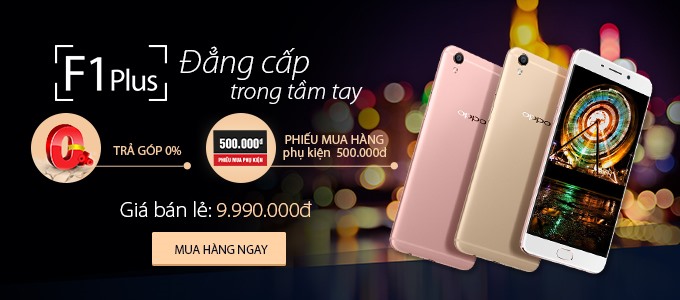 F1 Plus
Đẳng cấp
trong tầm tay
0%
TRẢ GÓP 0%
500.000đ
PHIẾU MUA PHỤ KIỆN
PHIẾU MUA HÀNG
phụ kiện 500.000đ
Giá bán lẻ: 9.990.000đ
MUA HÀNG NGAY
oppo
oppo